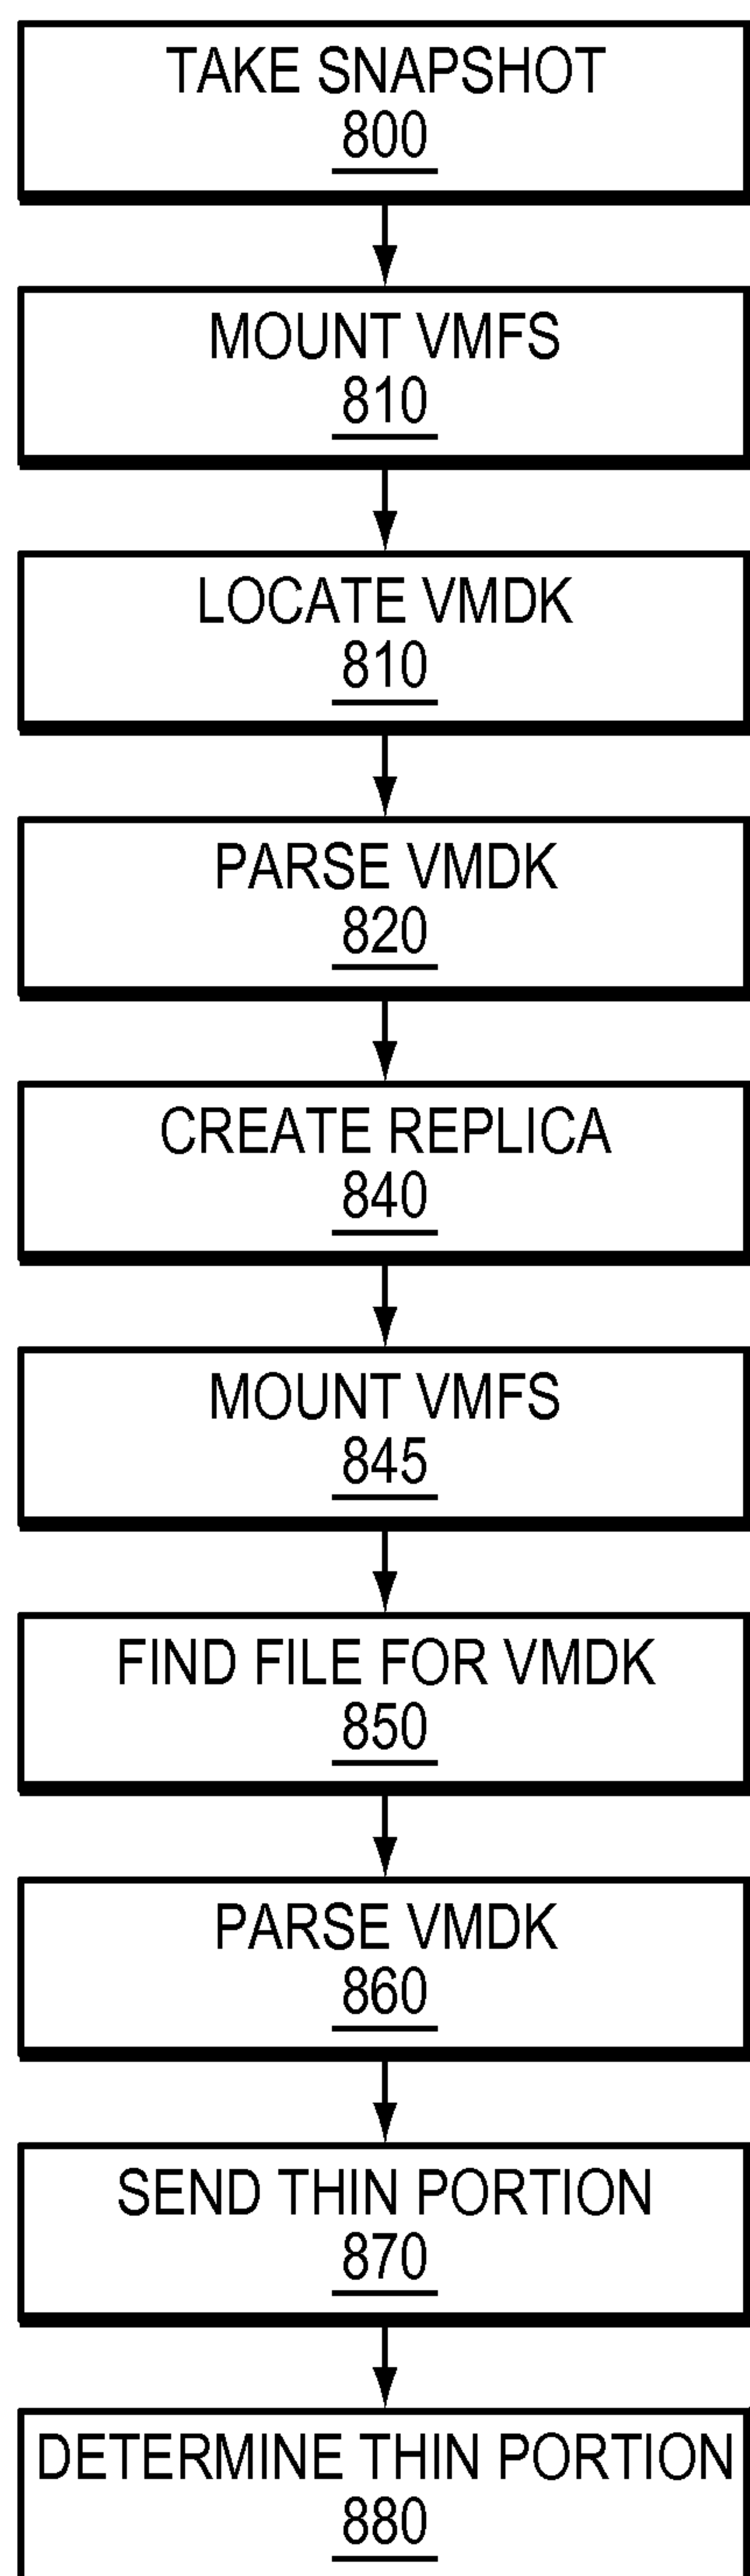 TAKE SNAPSHOT
800
MOUNT VMFS
810
LOCATE VMDK
810
PARSE VMDK
820
CREATE REPLICA
840
MOUNT VMFS
845
FIND FILE FOR VMDK
850
PARSE VMDK
860
SEND THIN PORTION
870
DETERMINE THIN PORTION
880